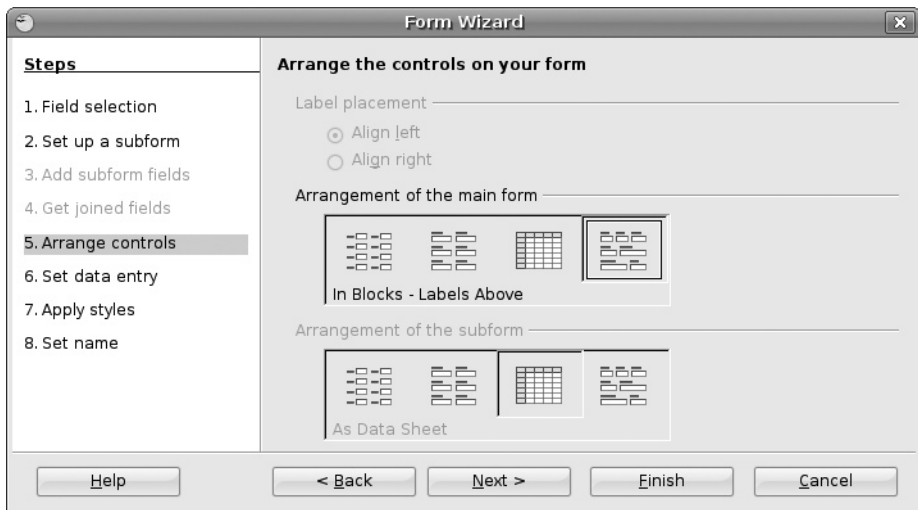 Form Wizard
Steps
1. Field selection
2. Set up a subform
3. Add subform fields
4. Get joined fields
5. Arrange controls
6. Set data entry
7. Apply styles
8. Set name
Arrange the controls on your form
Label placement
Align left
Align right
Arrangement of the main form
In Blocks - Labels Above
Arrangement of the subform
As Data Sheet
Help
< Back
Next >
Finish
Cancel